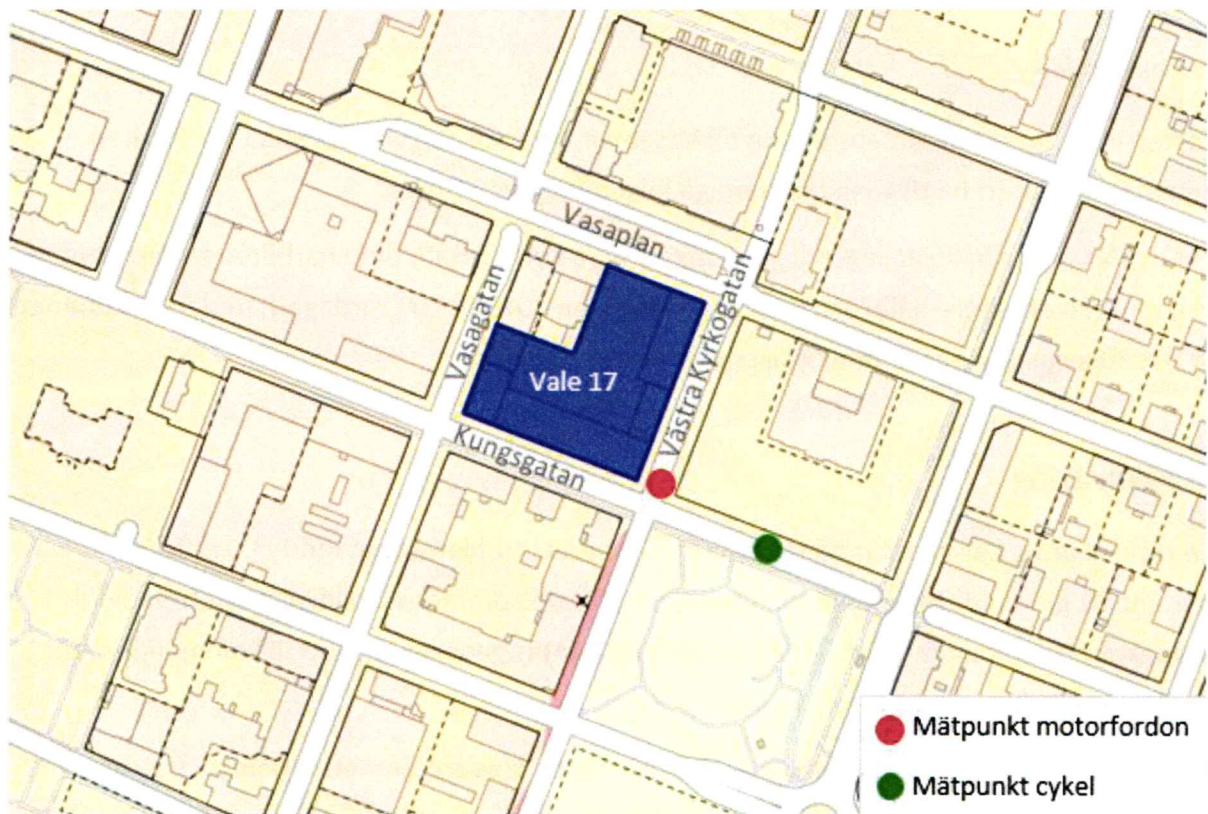 Vasaplan
Vasagatan
Vale 17
Västra Kyrkogatan
Kungsgatan
Mätpunkt motorfordon
Mätpunkt cykel